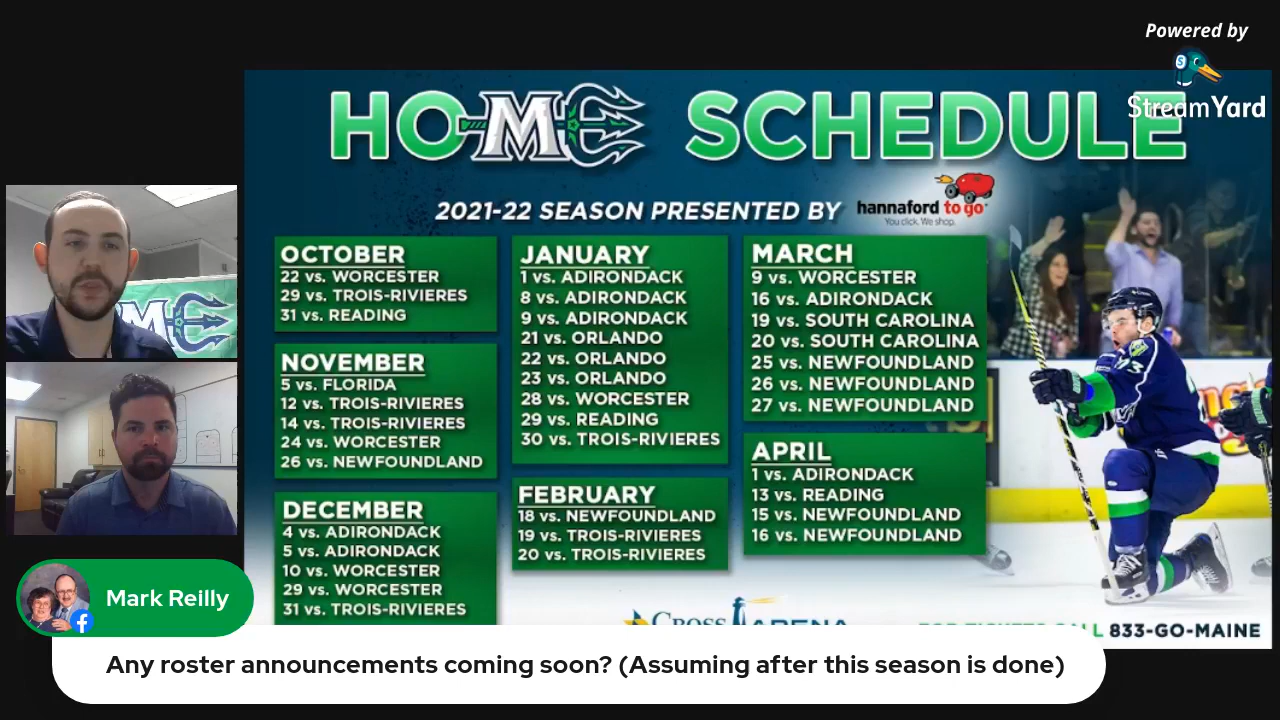 Powered by
StreamYard
HOME SCHEDULE
2021-22 SEASON PRESENTED BY
hannaford to go
You click. We shop.
OCTOBER
22 vs. WORCESTER
29 vs. TROIS-RIVIERES
31 vs. READING
NOVEMBER
5 vs. FLORIDA
12 vs. TROIS-RIVIERES
14 vs. TROIS-RIVIERES
24 vs. WORCESTER
26 vs. NEWFOUNDLAND
DECEMBER
4 vs. ADIRONDACK
5 vs. ADIRONDACK
10 vs. WORCESTER
29 vs. WORCESTER
31 vs. TROIS-RIVIERES
JANUARY
1 vs. ADIRONDACK
8 vs. ADIRONDACK
9 vs. ADIRONDACK
21 vs. ORLANDO
22 vs. ORLANDO
23 vs. ORLANDO
28 vs. WORCESTER
29 vs. READING
30 vs. TROIS-RIVIERES
FEBRUARY
18 vs. NEWFOUNDLAND
19 vs. TROIS-RIVIERES
20 vs. TROIS-RIVIERES
MARCH
9 vs. WORCESTER
16 vs. ADIRONDACK
19 vs. SOUTH CAROLINA
20 vs. SOUTH CAROLINA
25 vs. NEWFOUNDLAND
26 vs. NEWFOUNDLAND
27 vs. NEWFOUNDLAND
APRIL
1 vs. ADIRONDACK
13 vs. READING
15 vs. NEWFOUNDLAND
16 vs. NEWFOUNDLAND
CROSS ARENA
FOR TICKETS CALL 833-GO-MAINE
Mark Reilly
Any roster announcements coming soon? (Assuming after this season is done)